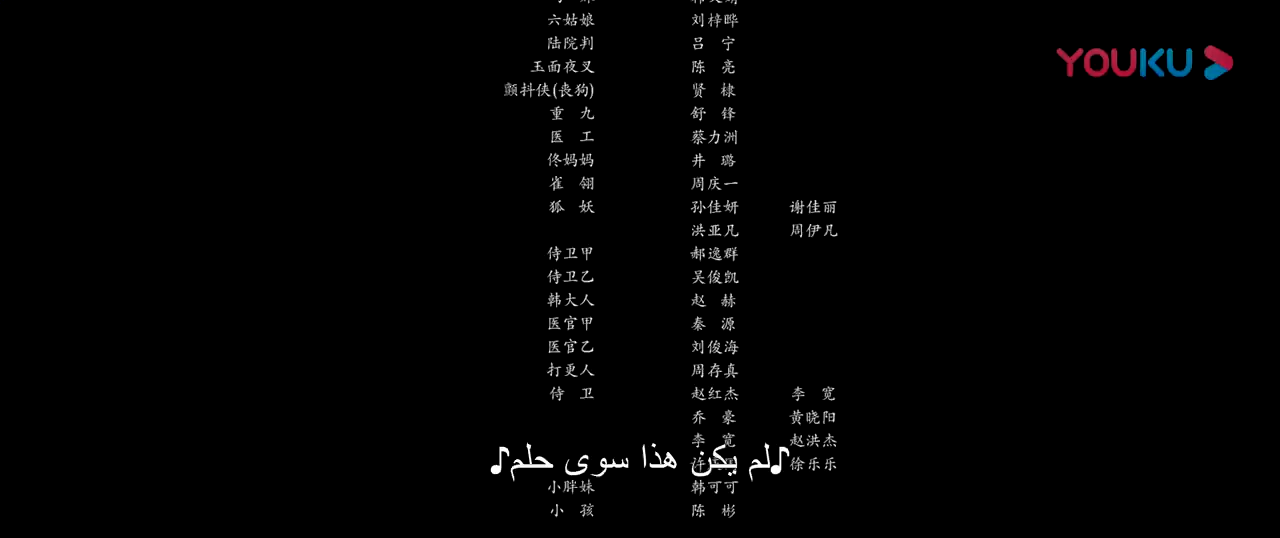 六姑娘 刘梓晔
陆院判 吕宁
YOUKU
玉面夜叉 陈亮
颤抖侠(丧狗) 贤棣
重九 舒锋
医工 蔡力洲
佟妈妈 井璐
崔翎 周庆一
狐妖 孙佳妍 谢佳丽
洪亚凡 周伊凡
侍卫甲 郝逸群
侍卫乙 吴俊凯
韩大人 赵赫
医官甲 秦源
医官乙 刘俊海
打更人 周存真
侍卫 赵红杰 李宽
乔豪 黄晓阳
李宽 赵洪杰
♪لم يكن هذا سوى حلم♪
许 徐乐乐
小胖妹 韩可可
小孩 陈彬